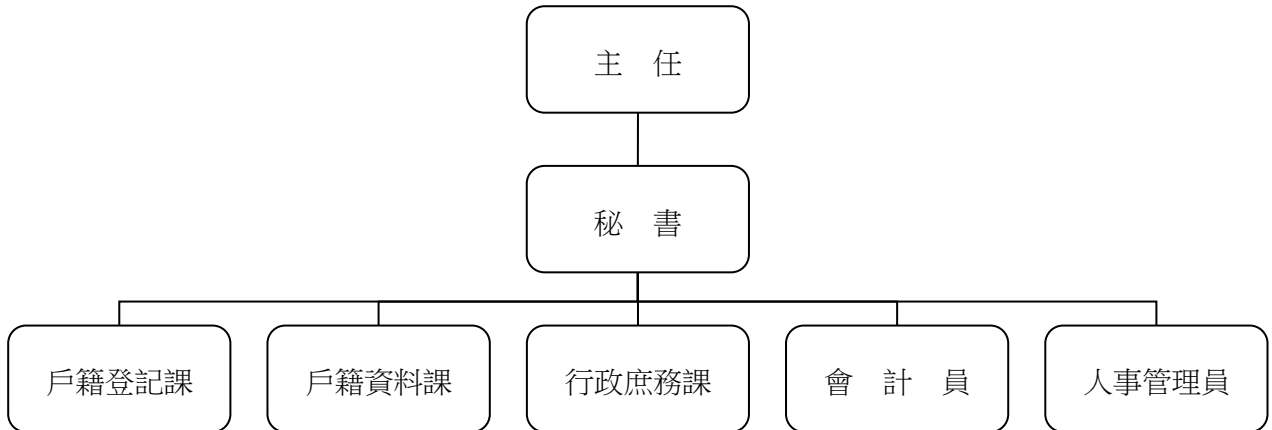 主　任
秘　書
戶籍登記課
戶籍資料課
行政庶務課
會　計　員
人事管理員